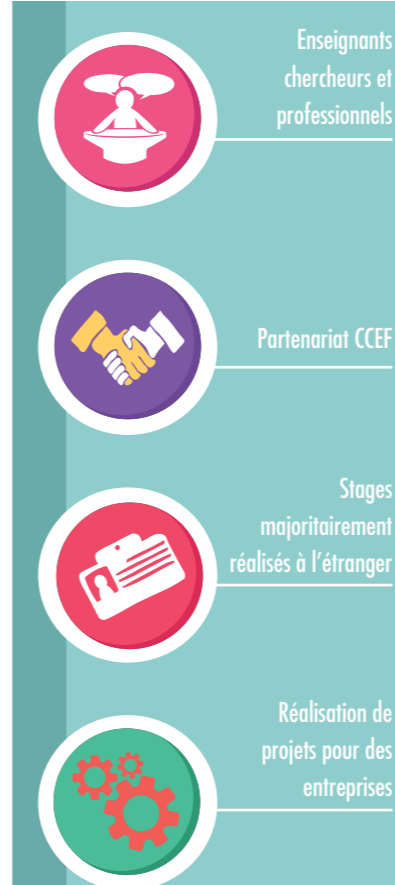 Enseignants
chercheurs et
professionnels
Partenariat CCEF
Stages
majoritairement
réalisés à l'étranger
Réalisation de
projets pour des
entreprises